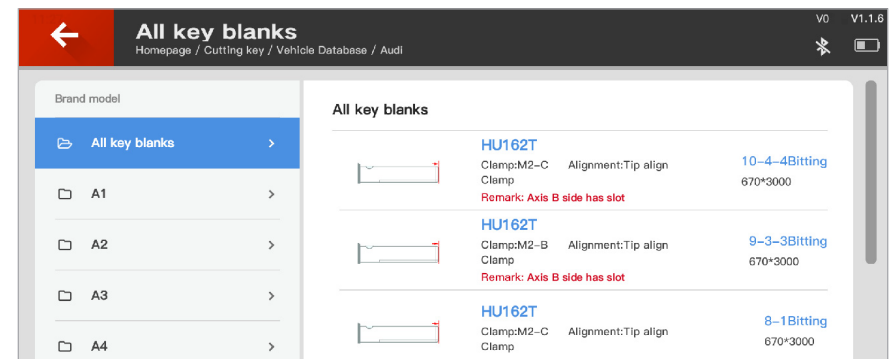 All key blanks
Homepage / Cutting key / Vehicle Database / Audi
V0 V1.1.6
Brand model
All key blanks
A1
A2
A3
A4
All key blanks
HU162T
Clamp:M2-C Alignment:Tip align
Clamp
Remark: Axis B side has slot
10-4-4Bitting
670*3000
HU162T
Clamp:M2-B Alignment:Tip align
Clamp
Remark: Axis B side has slot
9-3-3Bitting
670*3000
HU162T
Clamp:M2-C Alignment:Tip align
Clamp
8-1Bitting
670*3000